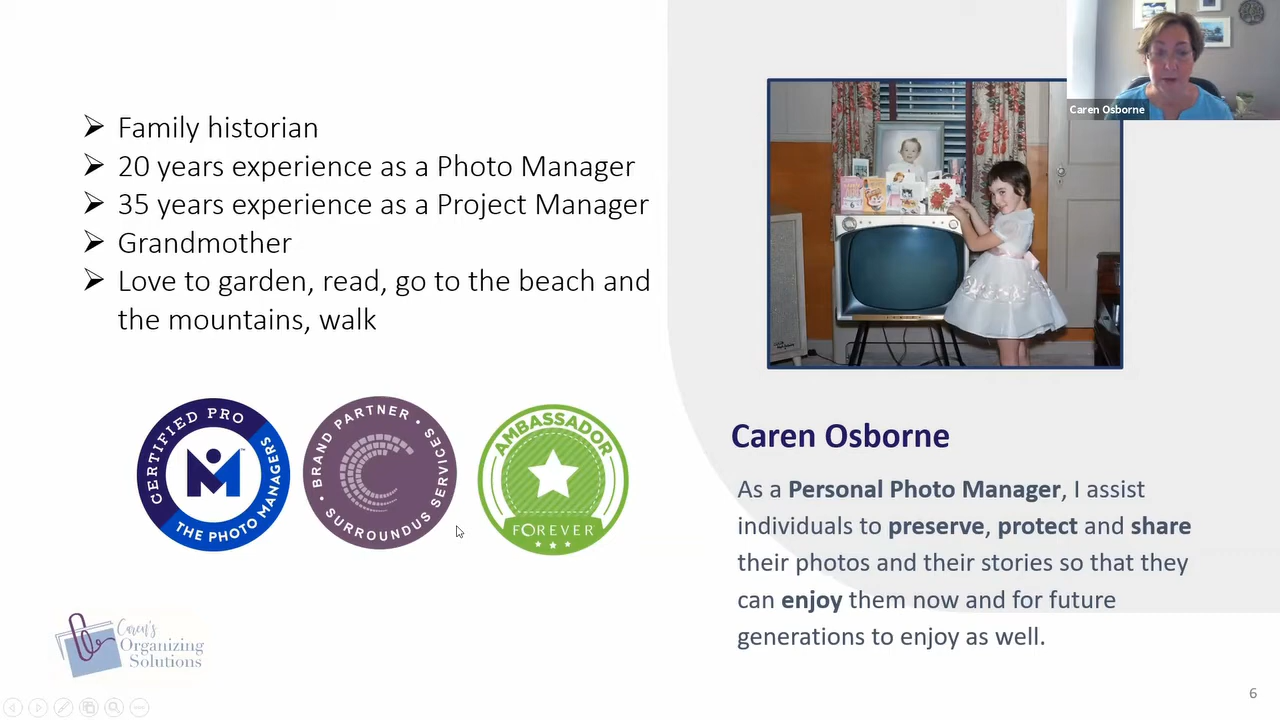 Family historian
20 years experience as a Photo Manager
35 years experience as a Project Manager
Grandmother
Love to garden, read, go to the beach and
the mountains, walk
CERTIFIED PRO
THE PHOTO MANAGERS
BRAND PARTNER
SURROUNDUS SERVICES
AMBASSADOR
FOREVER
Caren's
Organizing
Solutions
Caren Osborne
Caren Osborne
As a Personal Photo Manager, I assist
individuals to preserve, protect and share
their photos and their stories so that they
can enjoy them now and for future
generations to enjoy as well.
6